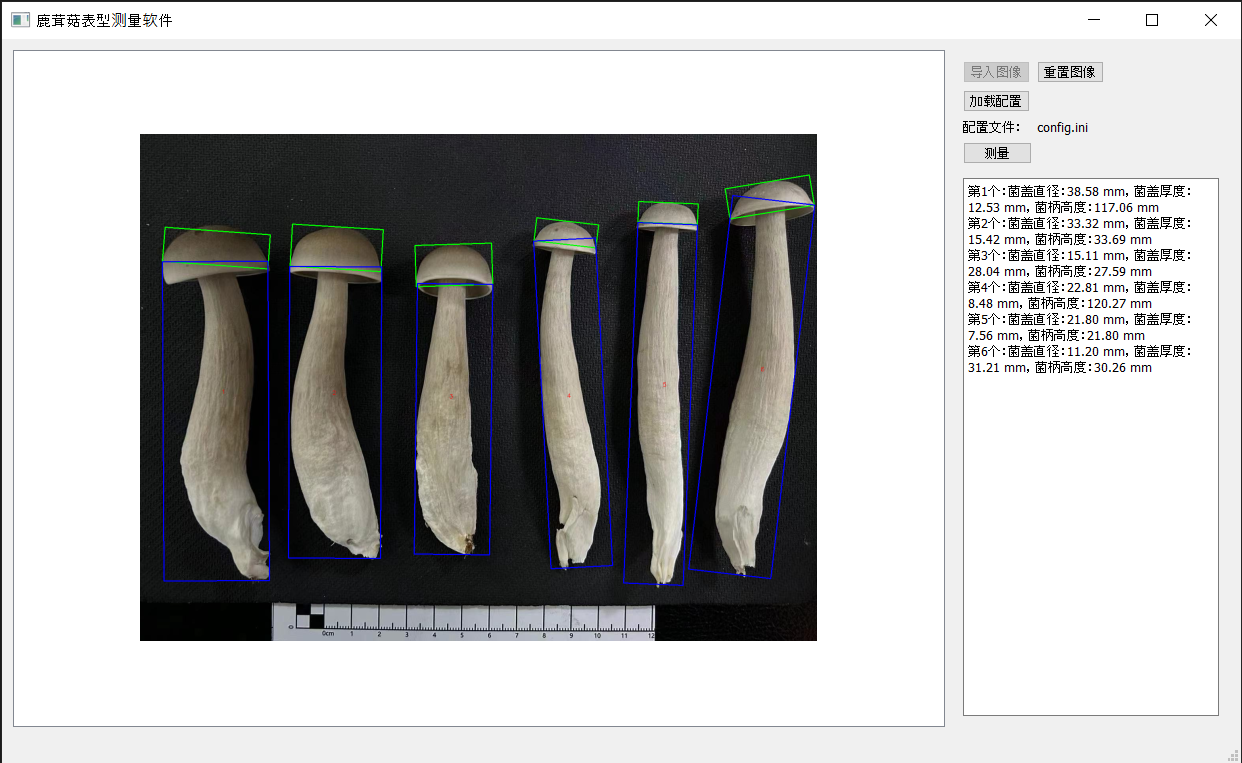 鹿茸菇表型测量软件
导入图像 重置图像
加载配置
配置文件： config.ini
测量
第1个:菌盖直径:38.58 mm, 菌盖厚度:
12.53 mm, 菌柄高度:117.06 mm
第2个:菌盖直径:33.32 mm, 菌盖厚度:
15.42 mm, 菌柄高度:33.69 mm
第3个:菌盖直径:15.11 mm, 菌盖厚度:
28.04 mm, 菌柄高度:27.59 mm
第4个:菌盖直径:22.81 mm, 菌盖厚度:
8.48 mm, 菌柄高度:120.27 mm
第5个:菌盖直径:21.80 mm, 菌盖厚度:
7.56 mm, 菌柄高度:21.80 mm
第6个:菌盖直径:11.20 mm, 菌盖厚度:
31.21 mm, 菌柄高度:30.26 mm
0cm 1 2 3 4 5 6 7 8 9 10 11 12